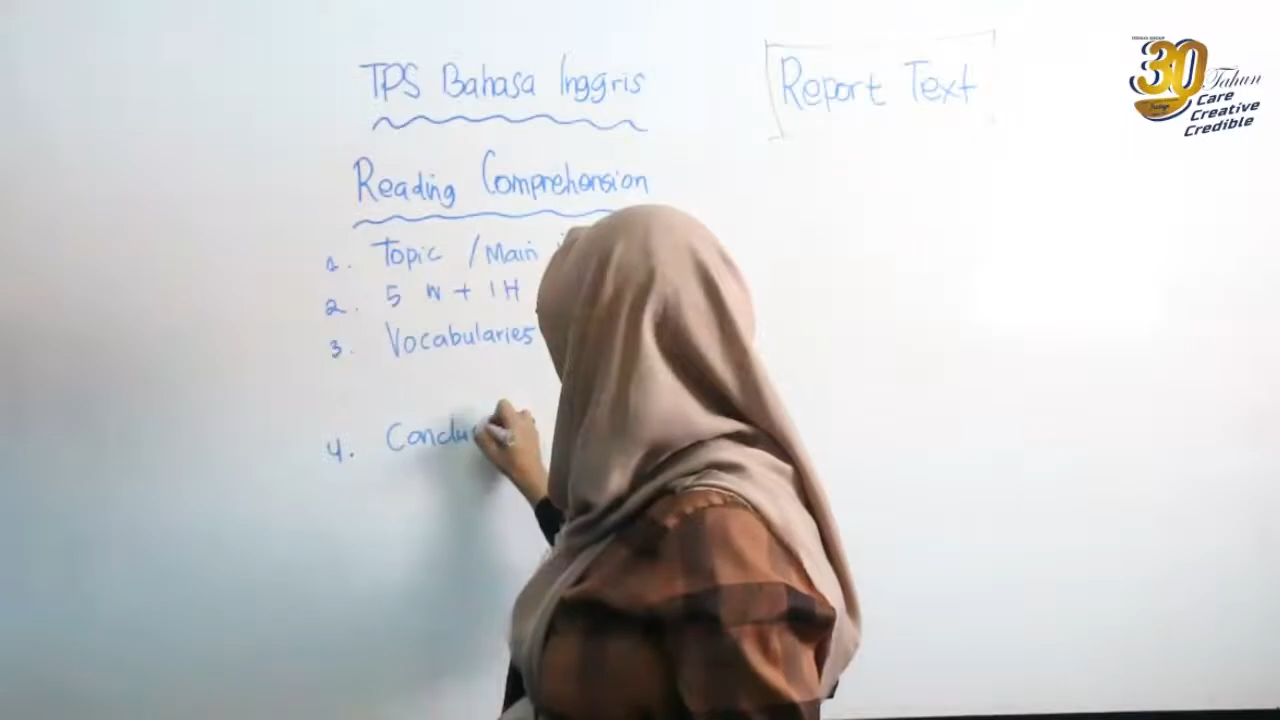 TPS Bahasa Inggris
Report Text
Reading Comprehension
1. Topic / Main
2. 5 W + 1H
3. Vocabularies
4. Conclu
30
Tahun
Care
Creative
Credible